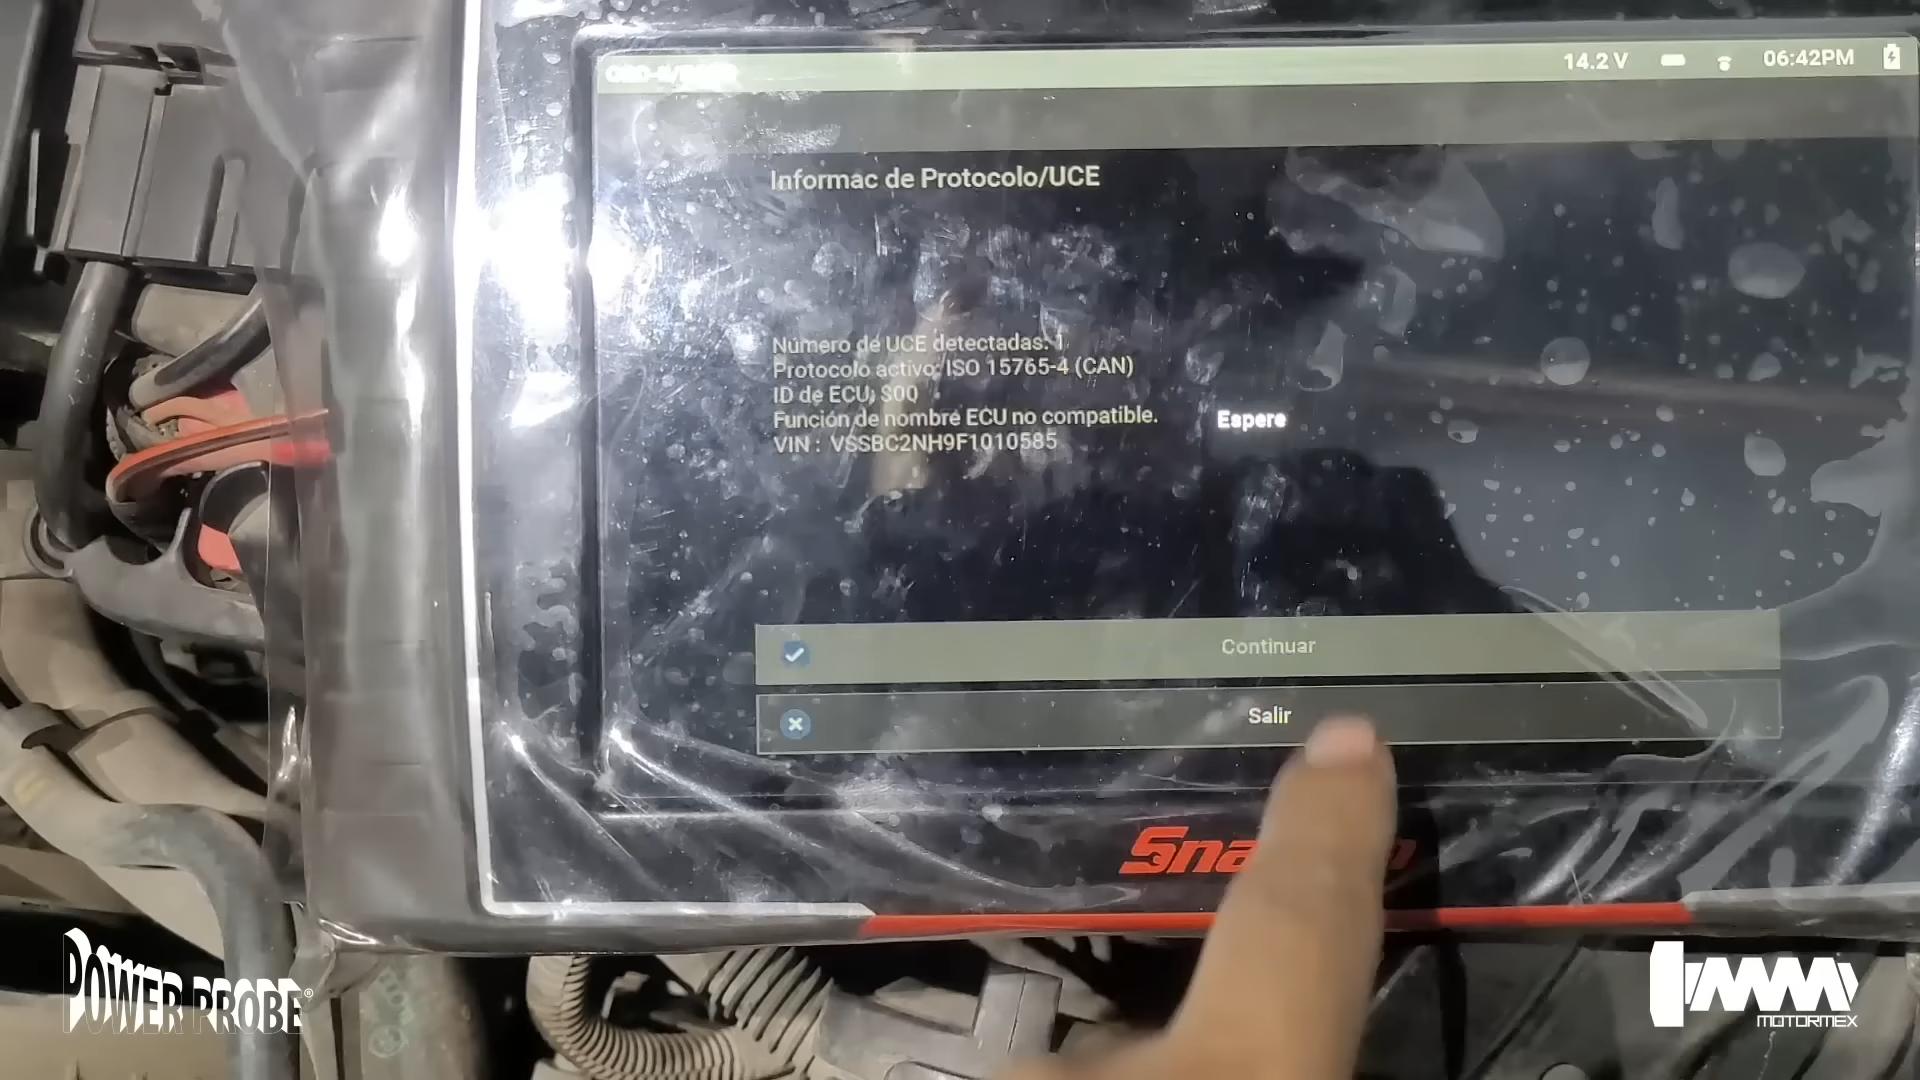 14.2 V
06:42PM
Informac de Protocolo/UCE
Número de UCE detectadas: 1
Protocolo activo: ISO 15765-4 (CAN)
ID de ECU: $00
Función de nombre ECU no compatible.
VIN : VSSBC2NH9F1010585
Espere
Continuar
Salir
POWER PROBE®
MOTORMEX